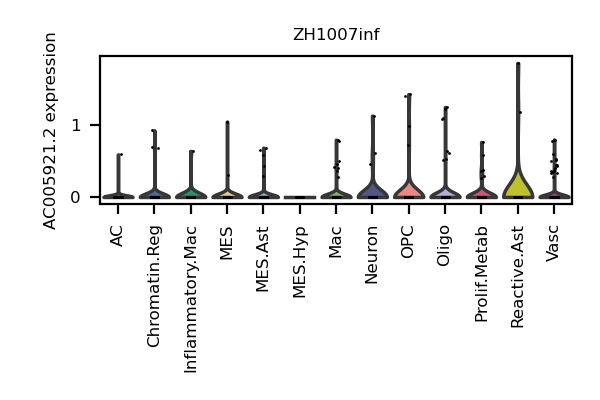 ZH1007inf
AC005921.2 expression
1
0
AC
Chromatin.Reg
Inflammatory.Mac
MES
MES.Ast
MES.Hyp
Mac
Neuron
OPC
Oligo
Prolif.Metab
Reactive.Ast
Vasc